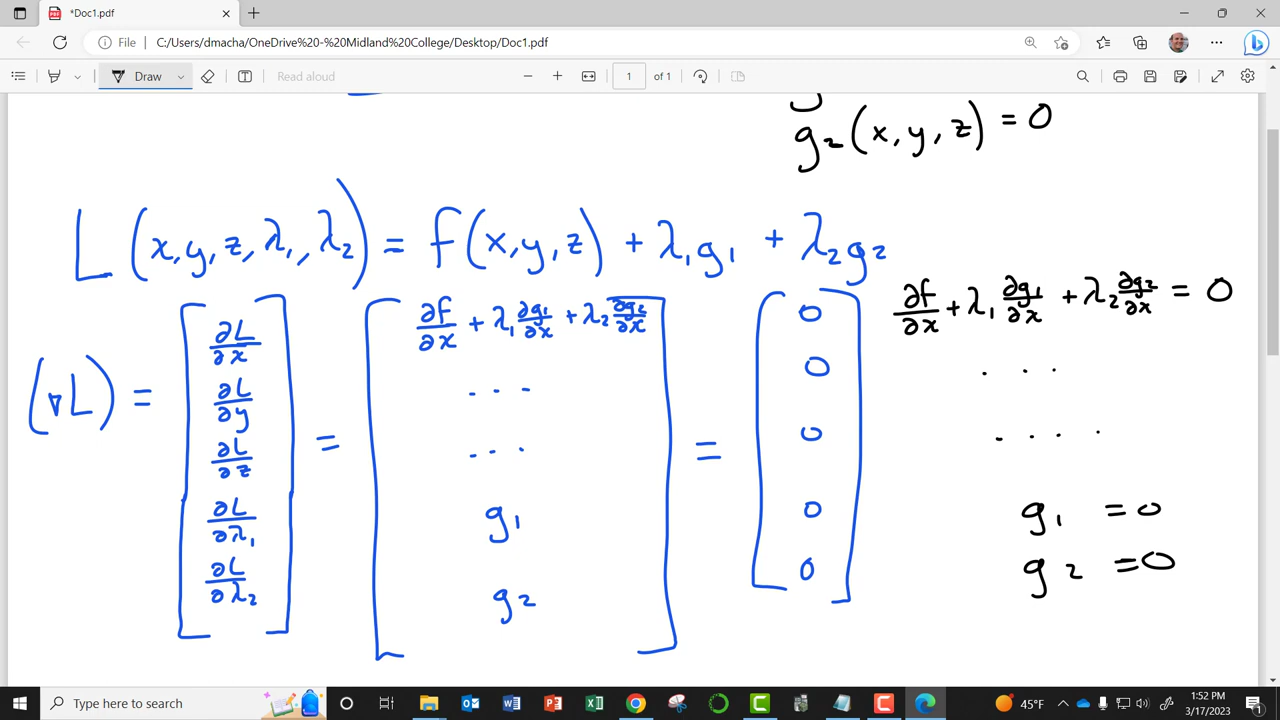 *Doc1.pdf
File C:/Users/dmacha/OneDrive%20-%20Midland%20College/Desktop/Doc1.pdf
Draw Read aloud 1 of 1
g₂(x,y,z) = 0
L(x,y,z,λ₁,λ₂) = f(x,y,z) + λ₁g₁ + λ₂g₂
∂f/∂x + λ₁ ∂g₁/∂x + λ₂ ∂g₂/∂x = 0
(∇L) = [∂L/∂x ∂L/∂y ∂L/∂z ∂L/∂λ₁ ∂L/∂λ₂] = [∂f/∂x + λ₁ ∂g₁/∂x + λ₂ ∂g₂/∂x ... ... g₁ g₂] = [0 0 0 0 0]
. . .
. . . .
g₁ = 0
g₂ = 0
Type here to search
45°F
1:52 PM
3/17/2023